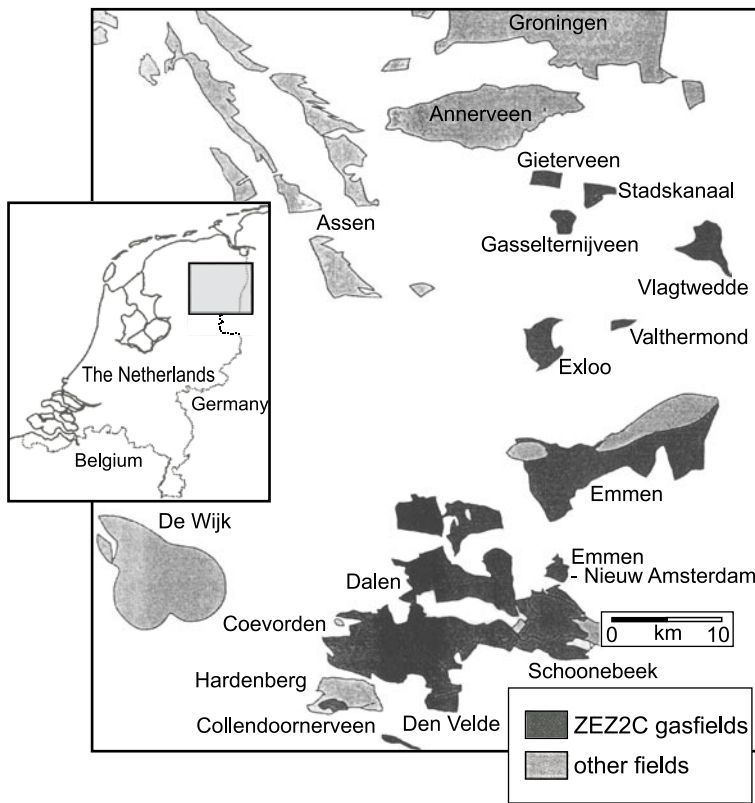 Groningen
Annerveen
Gieterveen
Stadskanaal
Assen
Gasselternijveen
Vlagtwedde
Valthermond
Exloo
The Netherlands
Germany
Belgium
Emmen
De Wijk
Emmen
- Nieuw Amsterdam
Dalen
Coevorden
0 km 10
Schoonebeek
Hardenberg
Collendoornerveen
Den Velde
ZEZ2C gasfields
other fields